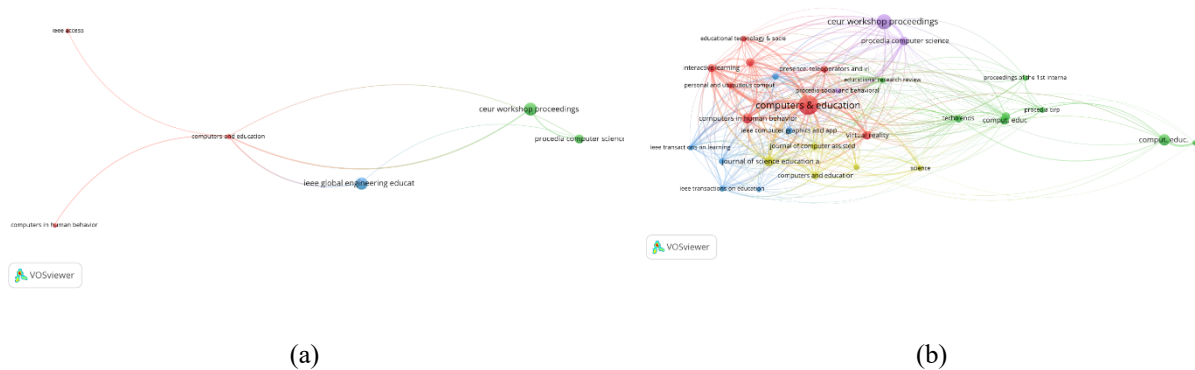 ieee access
computers and education
ceur workshop proceedings
procedia computer science
ieee global engineering educat
computers in human behavior
VOSviewer
(a)
ceur workshop proceedings
educational technology & socie
procedia computer science
interactive learning
presence: teleoperators and vi
educational research review
proceedings of the 1st interna
personal and ubiquitous comput
procedia social and behavioral
computers & education
procedia cirp
computers in human behavior
techtrends
comput. educ
ieee computer graphics and app
virtual reality
comput. educ.
ieee transactions on learning
journal of computer assisted
journal of science education a
science
computers and education
ieee transactions on education
VOSviewer
(b)